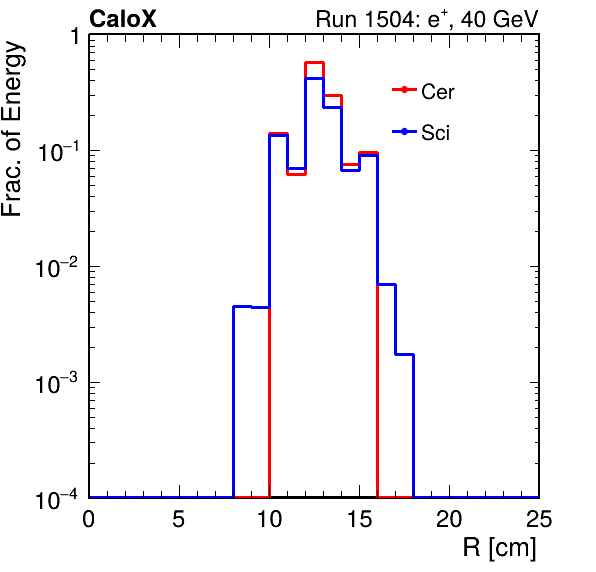 CaloX Run 1504: e⁺, 40 GeV
Frac. of Energy
1
10⁻¹
10⁻²
10⁻³
10⁻⁴
Cer
Sci
0 5 10 15 20 25
R [cm]